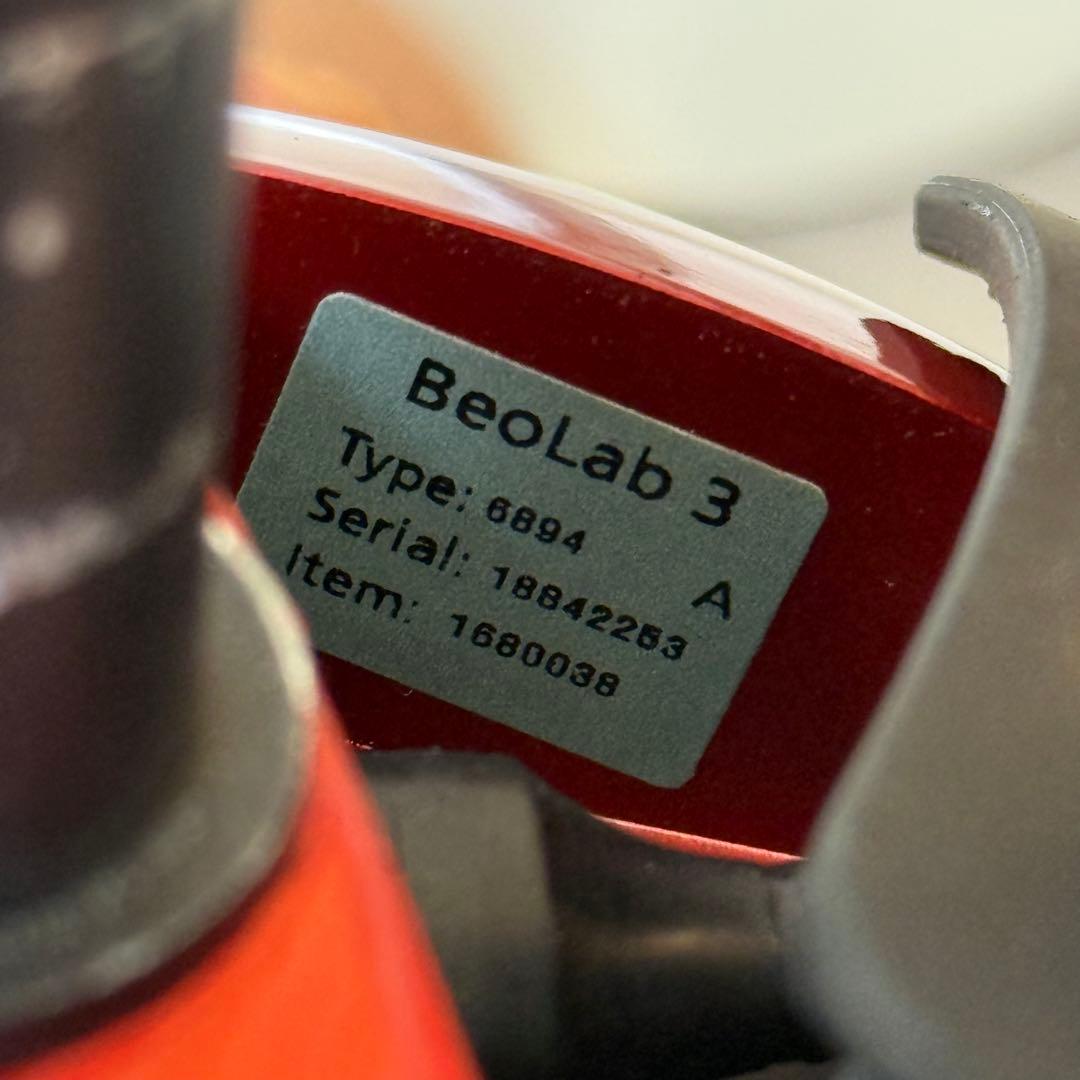 BeoLab 3
Type: 6894 A
Serial: 18842253
Item: 1680038